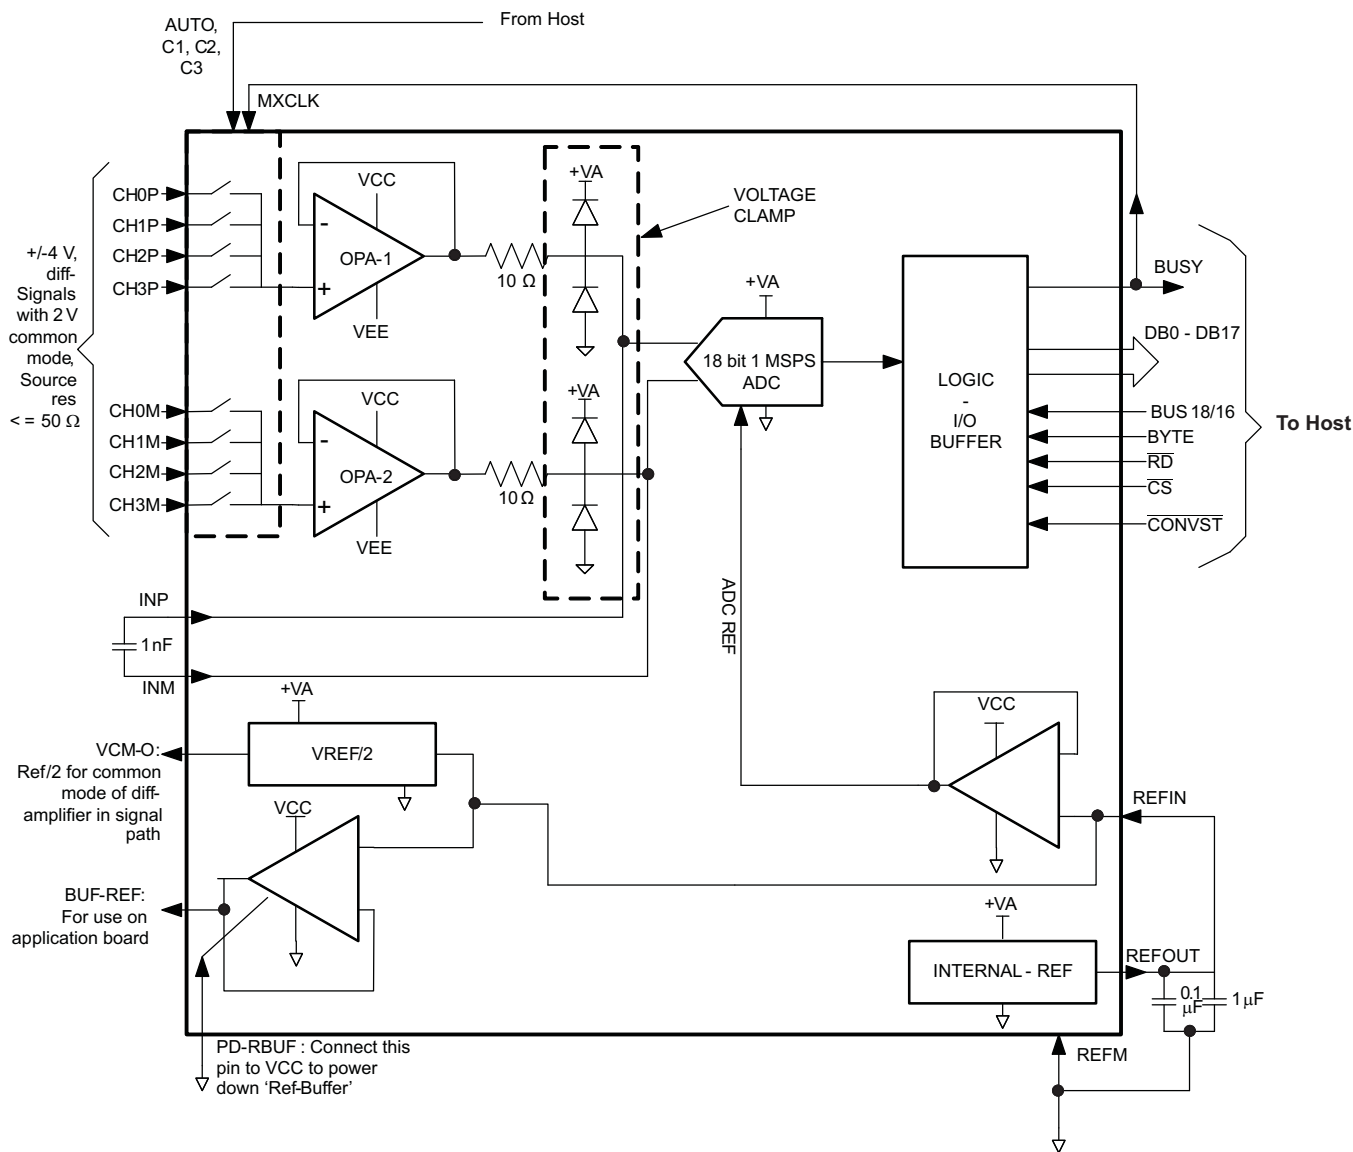 From Host
AUTO,
C1, C2,
C3
MXCLK
+/-4 V,
diff-
Signals
with 2 V
common
mode,
Source
res
< = 50 Ω
CH0P
CH1P
CH2P
CH3P
CH0M
CH1M
CH2M
CH3M
VCC
-
OPA-1
+
VEE
10 Ω
VCC
-
OPA-2
+
VEE
10 Ω
+VA
+VA
VOLTAGE
CLAMP
+VA
18 bit 1 MSPS
ADC
LOGIC
-
I/O
BUFFER
BUSY
DB0 - DB17
BUS 18/16
BYTE
RD
CS
CONVST
To Host
INP
1 nF
INM
ADC REF
+VA
VREF/2
VCM-O:
Ref/2 for common
mode of diff-
amplifier in signal
path
VCC
BUF-REF:
For use on
application board
PD-RBUF : Connect this
pin to VCC to power
down ‘Ref-Buffer’
VCC
REFIN
+VA
INTERNAL - REF
REFOUT
0.1
µF
1 µF
REFM